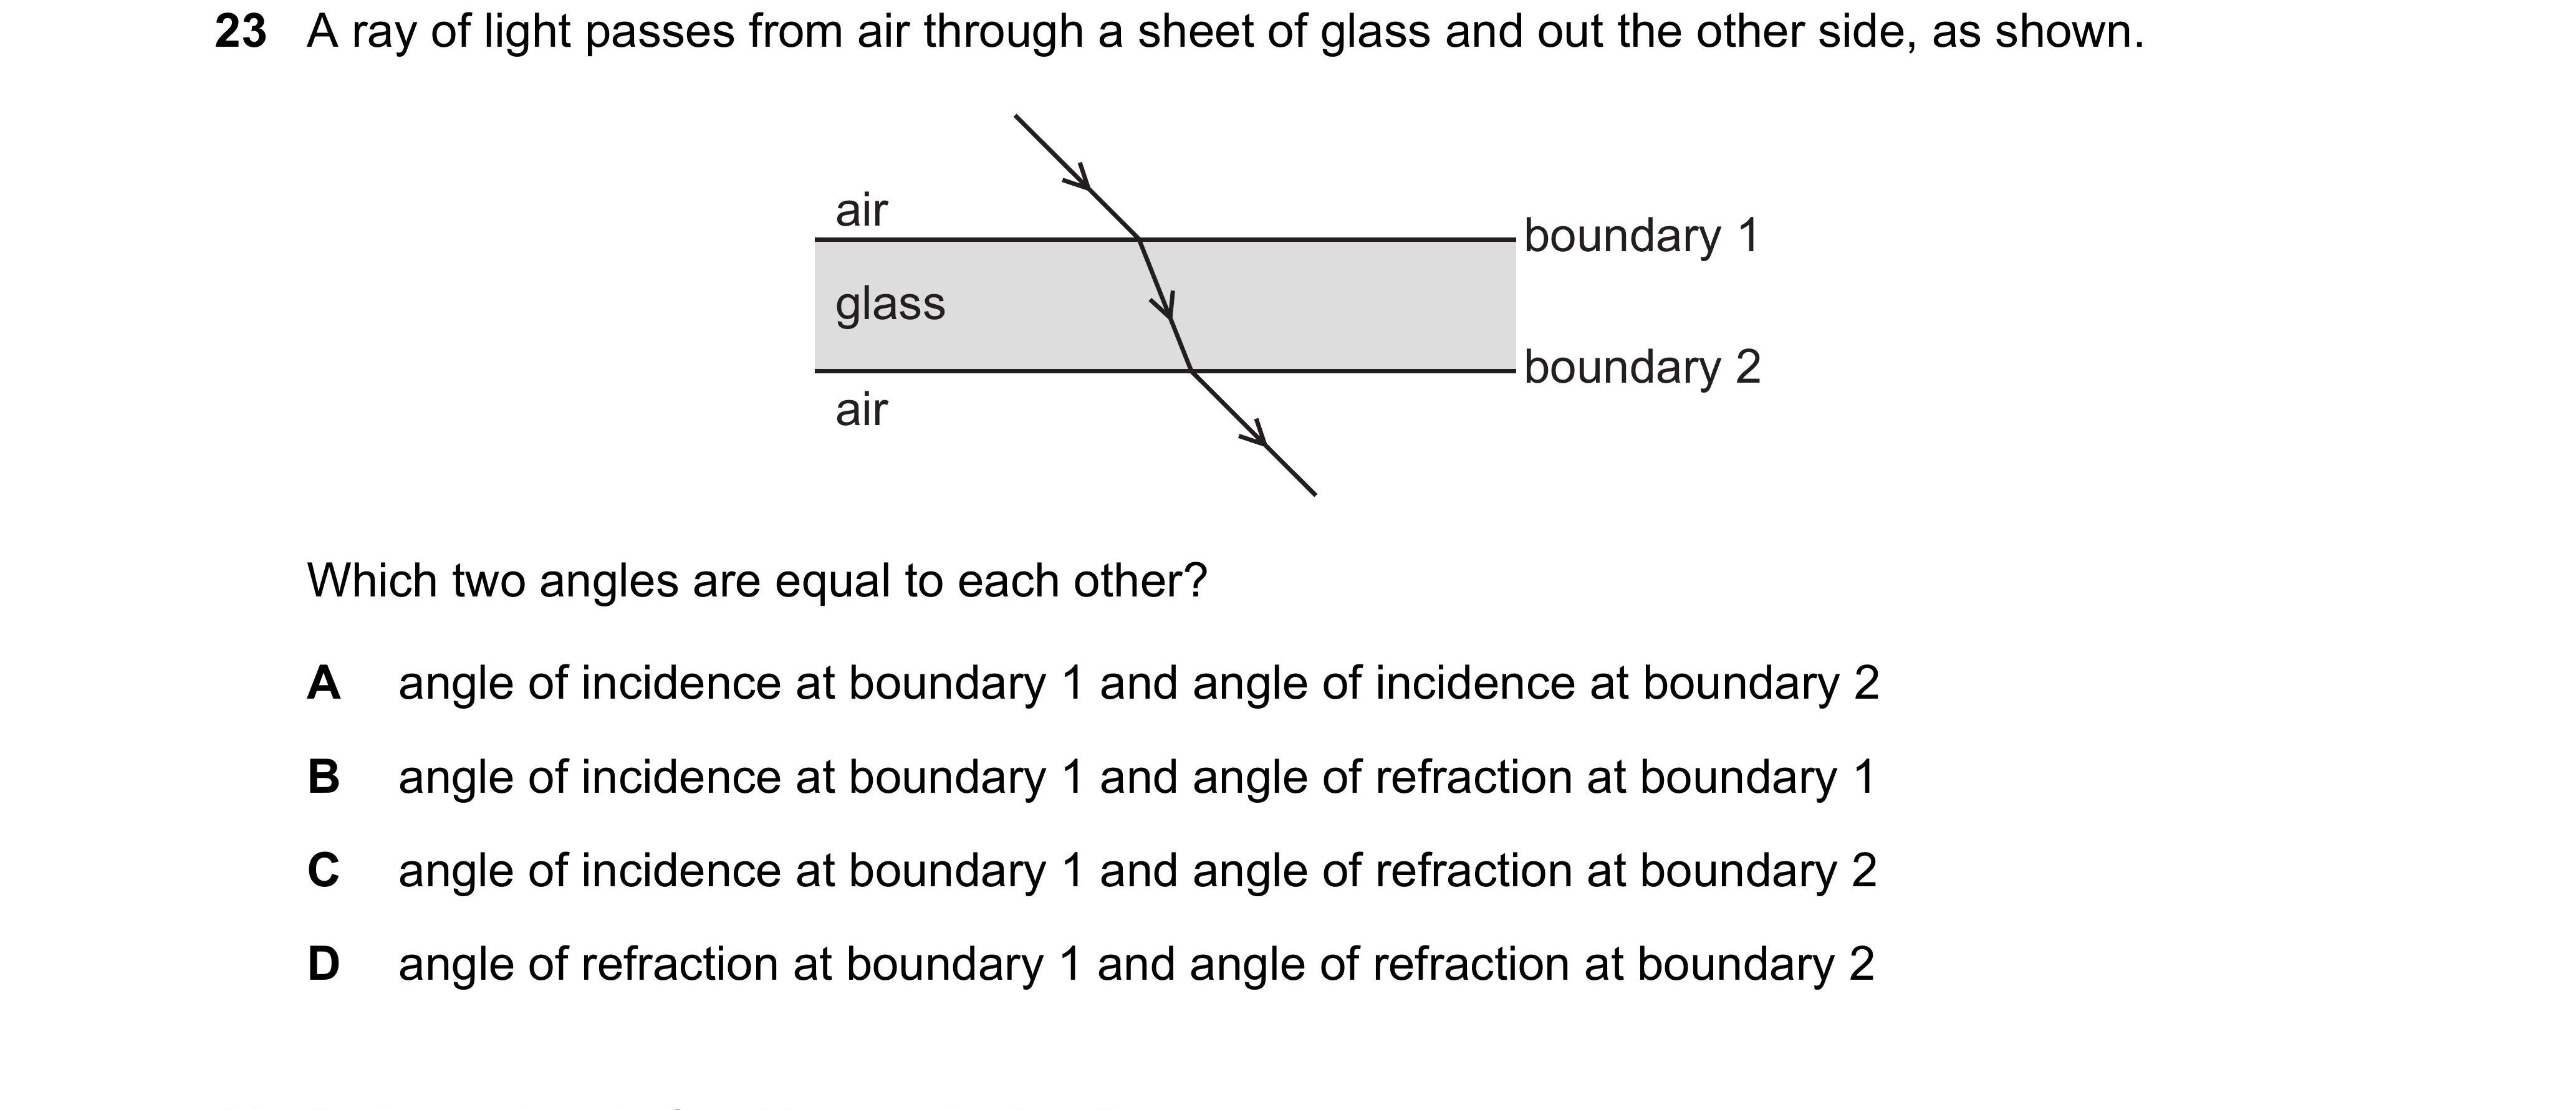 23 A ray of light passes from air through a sheet of glass and out the other side, as shown.
air
boundary 1
glass
boundary 2
air
Which two angles are equal to each other?
A angle of incidence at boundary 1 and angle of incidence at boundary 2
B angle of incidence at boundary 1 and angle of refraction at boundary 1
C angle of incidence at boundary 1 and angle of refraction at boundary 2
D angle of refraction at boundary 1 and angle of refraction at boundary 2